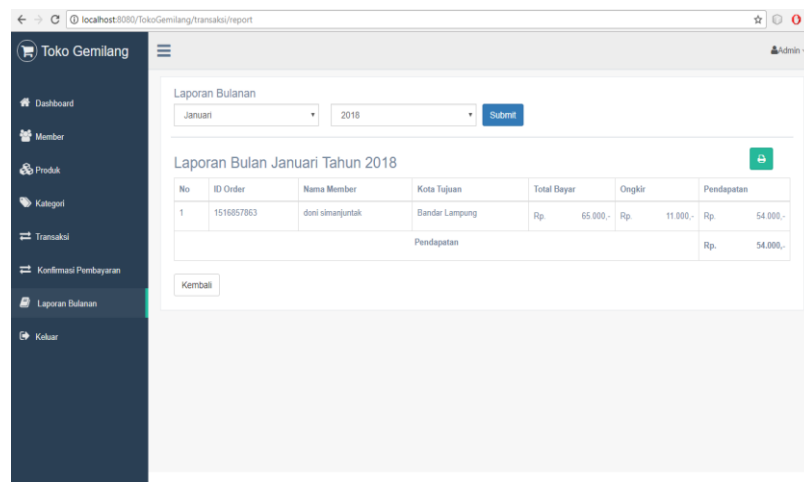 localhost:8080/TokoGemilang/transaksi/report
Toko Gemilang
Admin
Dashboard
Member
Produk
Kategori
Transaksi
Konfirmasi Pembayaran
Laporan Bulanan
Keluar
Laporan Bulanan
Januari 2018 Submit
Laporan Bulan Januari Tahun 2018
No ID Order Nama Member Kota Tujuan Total Bayar Ongkir Pendapatan
1 1516857863 doni simanjuntak Bandar Lampung Rp. 65.000,- Rp. 11.000,- Rp. 54.000,-
Pendapatan Rp. 54.000,-
Kembali